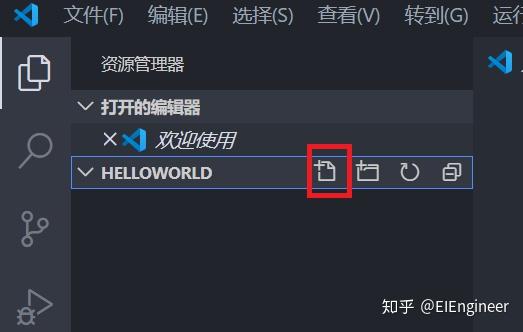 文件(F) 编辑(E) 选择(S) 查看(V) 转到(G) 运行
资源管理器
打开的编辑器
欢迎使用
HELLOWORLD
知乎 @EIEngineer